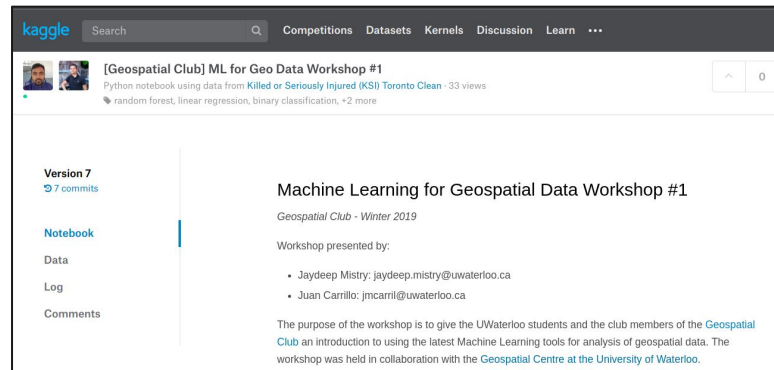 kaggle Search Competitions Datasets Kernels Discussion Learn •••
[Geospatial Club] ML for Geo Data Workshop #1
Python notebook using data from Killed or Seriously Injured (KSI) Toronto Clean · 33 views
random forest, linear regression, binary classification, +2 more
0
Version 7
7 commits
Notebook
Data
Log
Comments
Machine Learning for Geospatial Data Workshop #1
Geospatial Club - Winter 2019
Workshop presented by:
• Jaydeep Mistry: jaydeep.mistry@uwaterloo.ca
• Juan Carrillo: jmcarril@uwaterloo.ca
The purpose of the workshop is to give the UWaterloo students and the club members of the Geospatial
Club an introduction to using the latest Machine Learning tools for analysis of geospatial data. The
workshop was held in collaboration with the Geospatial Centre at the University of Waterloo.